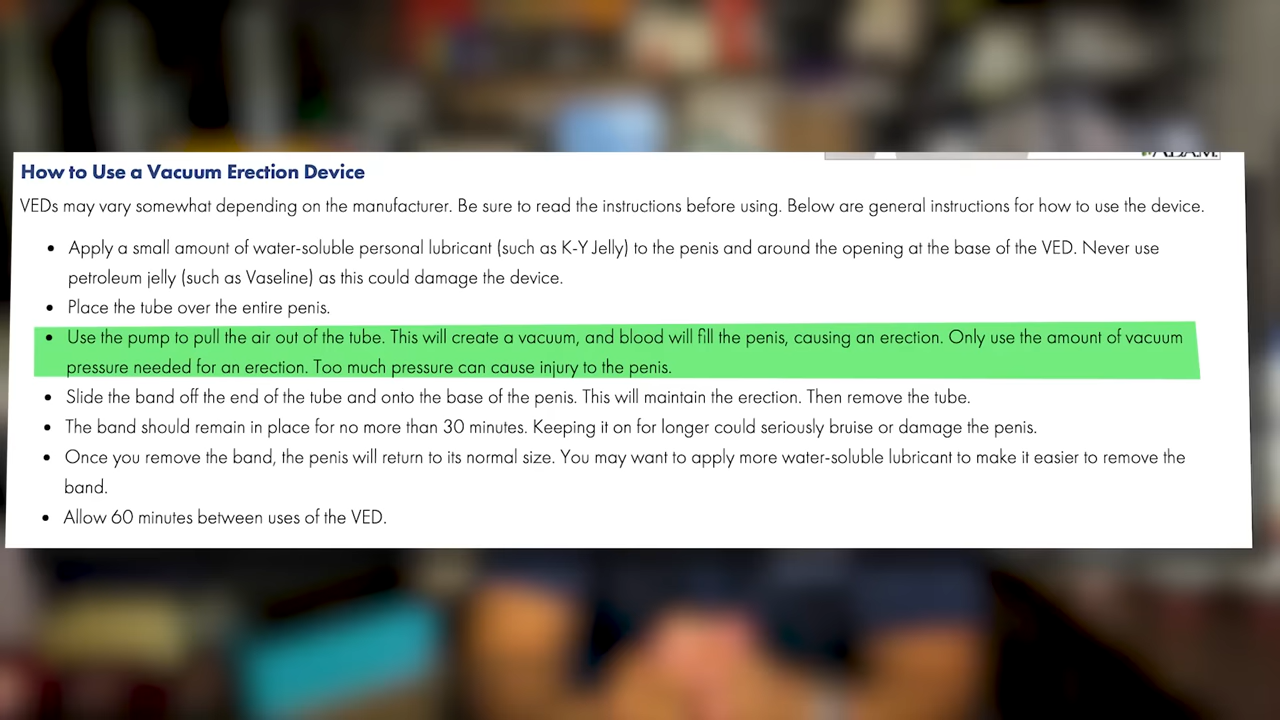 How to Use a Vacuum Erection Device
VEDs may vary somewhat depending on the manufacturer. Be sure to read the instructions before using. Below are general instructions for how to use the device.
• Apply a small amount of water-soluble personal lubricant (such as K-Y Jelly) to the penis and around the opening at the base of the VED. Never use
petroleum jelly (such as Vaseline) as this could damage the device.
• Place the tube over the entire penis.
• Use the pump to pull the air out of the tube. This will create a vacuum, and blood will fill the penis, causing an erection. Only use the amount of vacuum
pressure needed for an erection. Too much pressure can cause injury to the penis.
• Slide the band off the end of the tube and onto the base of the penis. This will maintain the erection. Then remove the tube.
• The band should remain in place for no more than 30 minutes. Keeping it on for longer could seriously bruise or damage the penis.
• Once you remove the band, the penis will return to its normal size. You may want to apply more water-soluble lubricant to make it easier to remove the
band.
• Allow 60 minutes between uses of the VED.